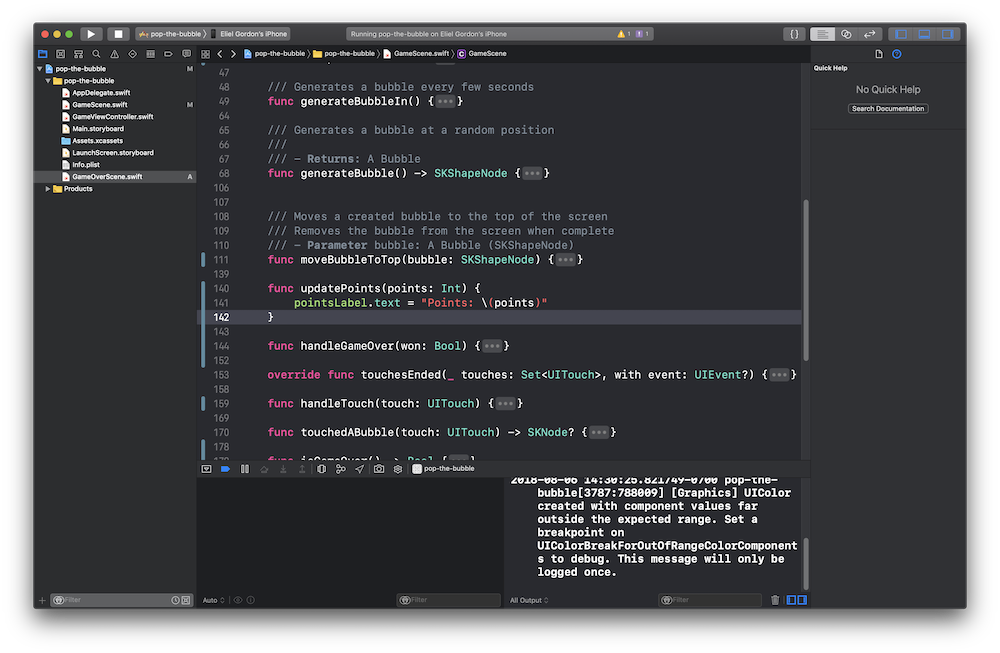 pop-the-bubble 〉 Eliel Gordon's iPhone
Running pop-the-bubble on Eliel Gordon's iPhone
1
1
{}
pop-the-bubble 〉 pop-the-bubble 〉 GameScene.swift 〉 C GameScene
pop-the-bubble M
pop-the-bubble
AppDelegate.swift
GameScene.swift M
GameViewController.swift
Main.storyboard
Assets.xcassets
LaunchScreen.storyboard
Info.plist
GameOverScene.swift A
Products
47
48 /// Generates a bubble every few seconds
49 func generateBubbleIn() {•••}
64
65 /// Generates a bubble at a random position
66 ///
67 /// - Returns: A Bubble
68 func generateBubble() -> SKShapeNode {•••}
106
107
108 /// Moves a created bubble to the top of the screen
109 /// Removes the bubble from the screen when complete
110 /// - Parameter bubble: A Bubble (SKShapeNode)
111 func moveBubbleToTop(bubble: SKShapeNode) {•••}
139
140 func updatePoints(points: Int) {
141 pointsLabel.text = "Points: \(points)"
142 }
143
144 func handleGameOver(won: Bool) {•••}
152
153 override func touchesEnded(_ touches: Set<UITouch>, with event: UIEvent?) {•••}
158
159 func handleTouch(touch: UITouch) {•••}
169
170 func touchedABubble(touch: UITouch) -> SKNode? {•••}
178
Quick Help
No Quick Help
Search Documentation
pop-the-bubble
2018-08-06 14:30:25.821749-0700 pop-the-
bubble[3787:788009] [Graphics] UIColor
created with component values far
outside the expected range. Set a
breakpoint on
UIColorBreakForOutOfRangeColorComponent
s to debug. This message will only be
logged once.
Filter
Auto
Filter
All Output
Filter